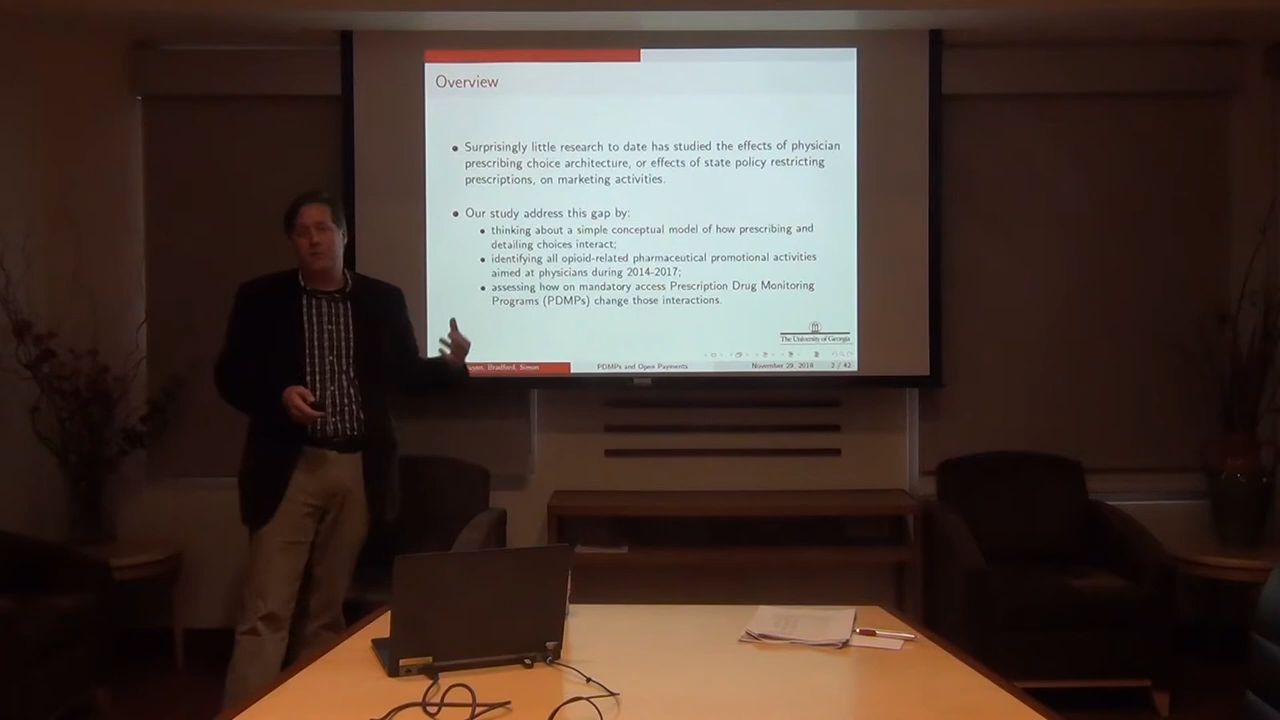 Overview
• Surprisingly little research to date has studied the effects of physician
prescribing choice architecture, or effects of state policy restricting
prescriptions, on marketing activities.
• Our study address this gap by:
• thinking about a simple conceptual model of how prescribing and
detailing choices interact;
• identifying all opioid-related pharmaceutical promotional activities
aimed at physicians during 2014-2017;
• assessing how on mandatory access Prescription Drug Monitoring
Programs (PDMPs) change those interactions.
The University of Georgia
Bradford, Simon
PDMPs and Open Payments
November 29, 2018
2 / 42